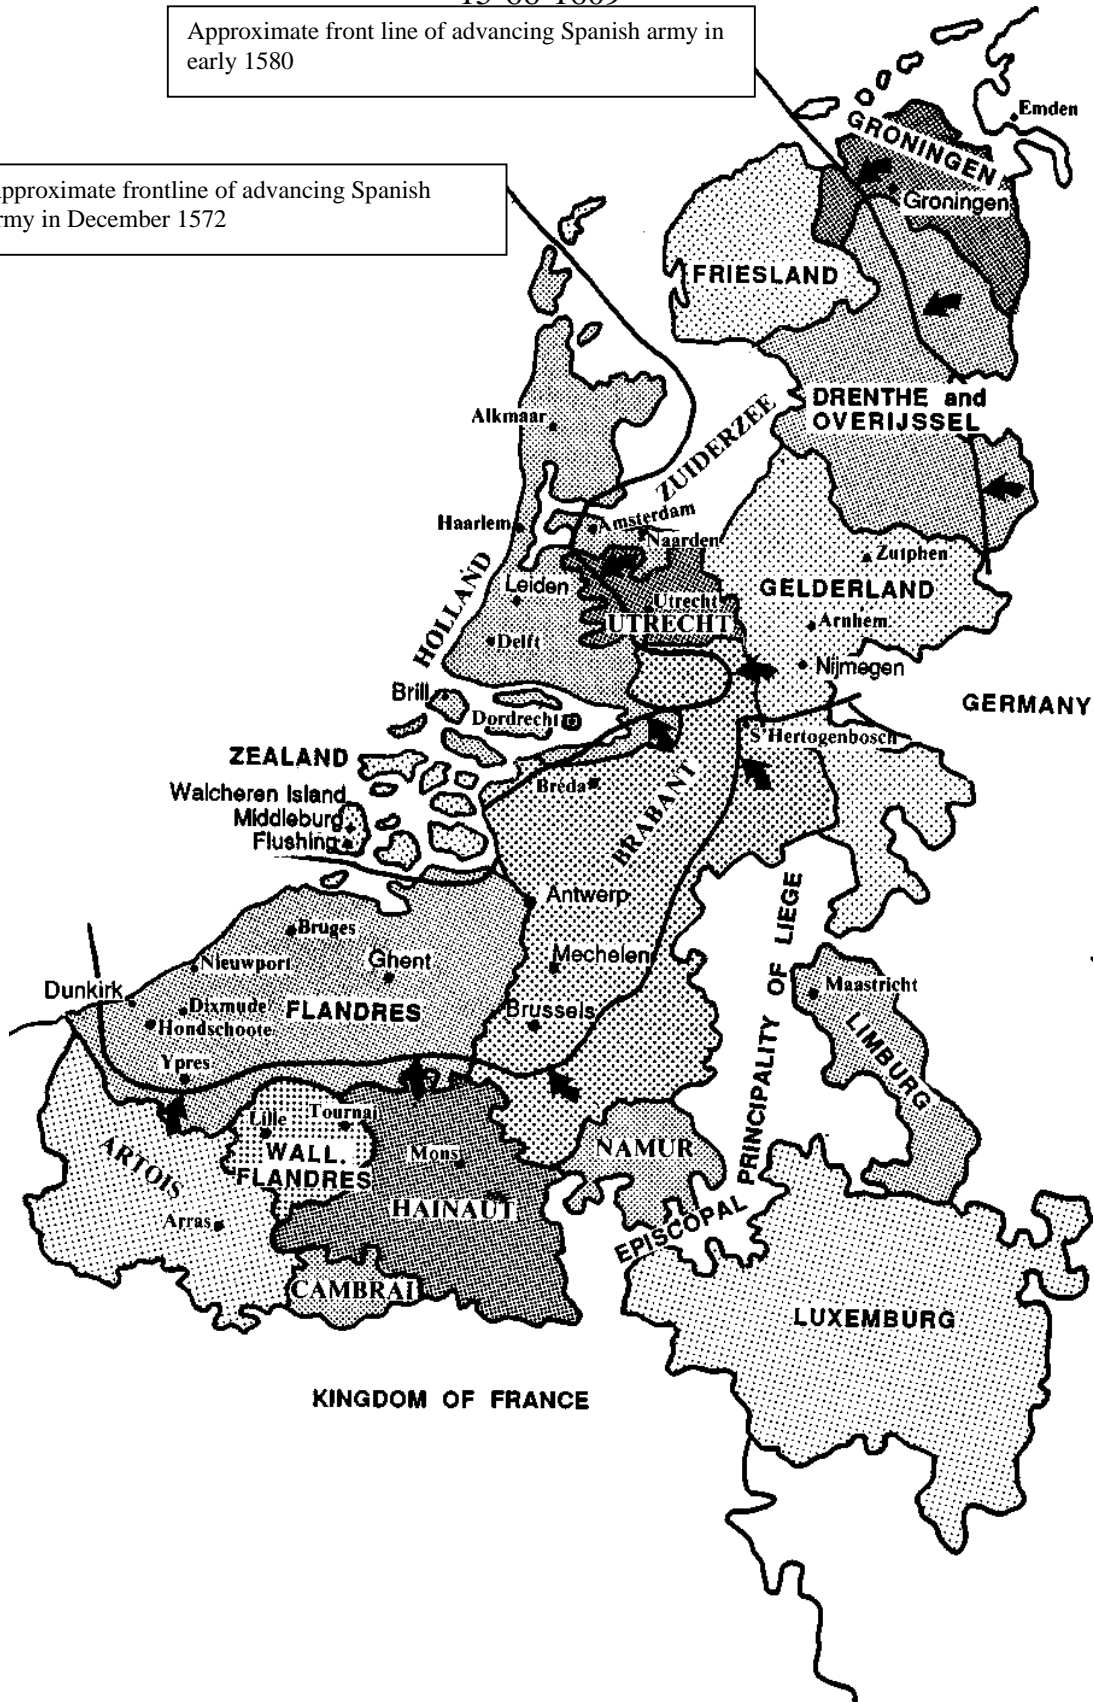 Approximate front line of advancing Spanish army in
early 1580
frontline of advancing Spanish
in December 1572
Emden
GRONINGEN
Groningen
FRIESLAND
DRENTHE and
OVERIJSSEL
Alkmaar
ZUIDERZEE
Haarlem
Amsterdam
Naarden
Zutphen
Leiden
GELDERLAND
HOLLAND
Utrecht
UTRECHT
Arnhem
Delft
Nijmegen
Brill
Dordrecht
GERMANY
S'Hertogenbosch
ZEALAND
Breda
Walcheren Island
Middleburg
Flushing
BRABANT
Antwerp
Bruges
Ghent
Mechelen
Nieuwport
Dunkirk
Dixmude
FLANDRES
Brussels
Hondschoote
Maastricht
Ypres
LIMBURG
EPISCOPAL PRINCIPALITY OF LIEGE
Lille
Tournai
ARTOIS
WALL.
FLANDRES
Mons
NAMUR
HAINAUT
Arras
CAMBRAI
LUXEMBURG
KINGDOM OF FRANCE